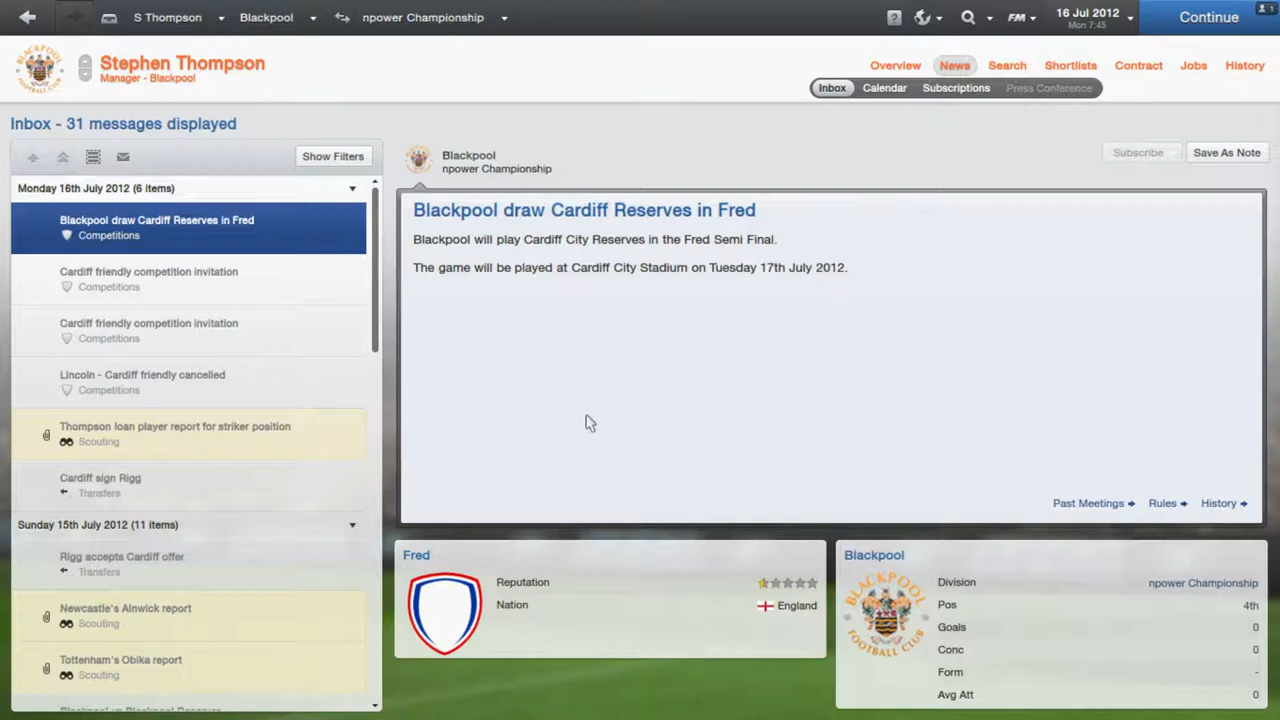 S Thompson
Blackpool
npower Championship
?
FM
16 Jul 2012
Mon 7:45
Continue
1
Stephen Thompson
Manager - Blackpool
Overview
News
Search
Shortlists
Contract
Jobs
History
Inbox
Calendar
Subscriptions
Press Conference
Inbox - 31 messages displayed
Show Filters
Blackpool
npower Championship
Subscribe
Save As Note
Monday 16th July 2012 (6 items)
Blackpool draw Cardiff Reserves in Fred
Competitions
Cardiff friendly competition invitation
Competitions
Cardiff friendly competition invitation
Competitions
Lincoln - Cardiff friendly cancelled
Competitions
Thompson loan player report for striker position
Scouting
Cardiff sign Rigg
Transfers
Sunday 15th July 2012 (11 items)
Rigg accepts Cardiff offer
Transfers
Newcastle's Alnwick report
Scouting
Tottenham's Obika report
Scouting
Blackpool draw Cardiff Reserves in Fred
Blackpool will play Cardiff City Reserves in the Fred Semi Final.
The game will be played at Cardiff City Stadium on Tuesday 17th July 2012.
Past Meetings
Rules
History
Fred
Reputation
Nation
England
Blackpool
BLACKPOOL
FOOTBALL CLUB
Division
npower Championship
Pos
4th
Goals
0
Conc
0
Form
-
Avg Att
0